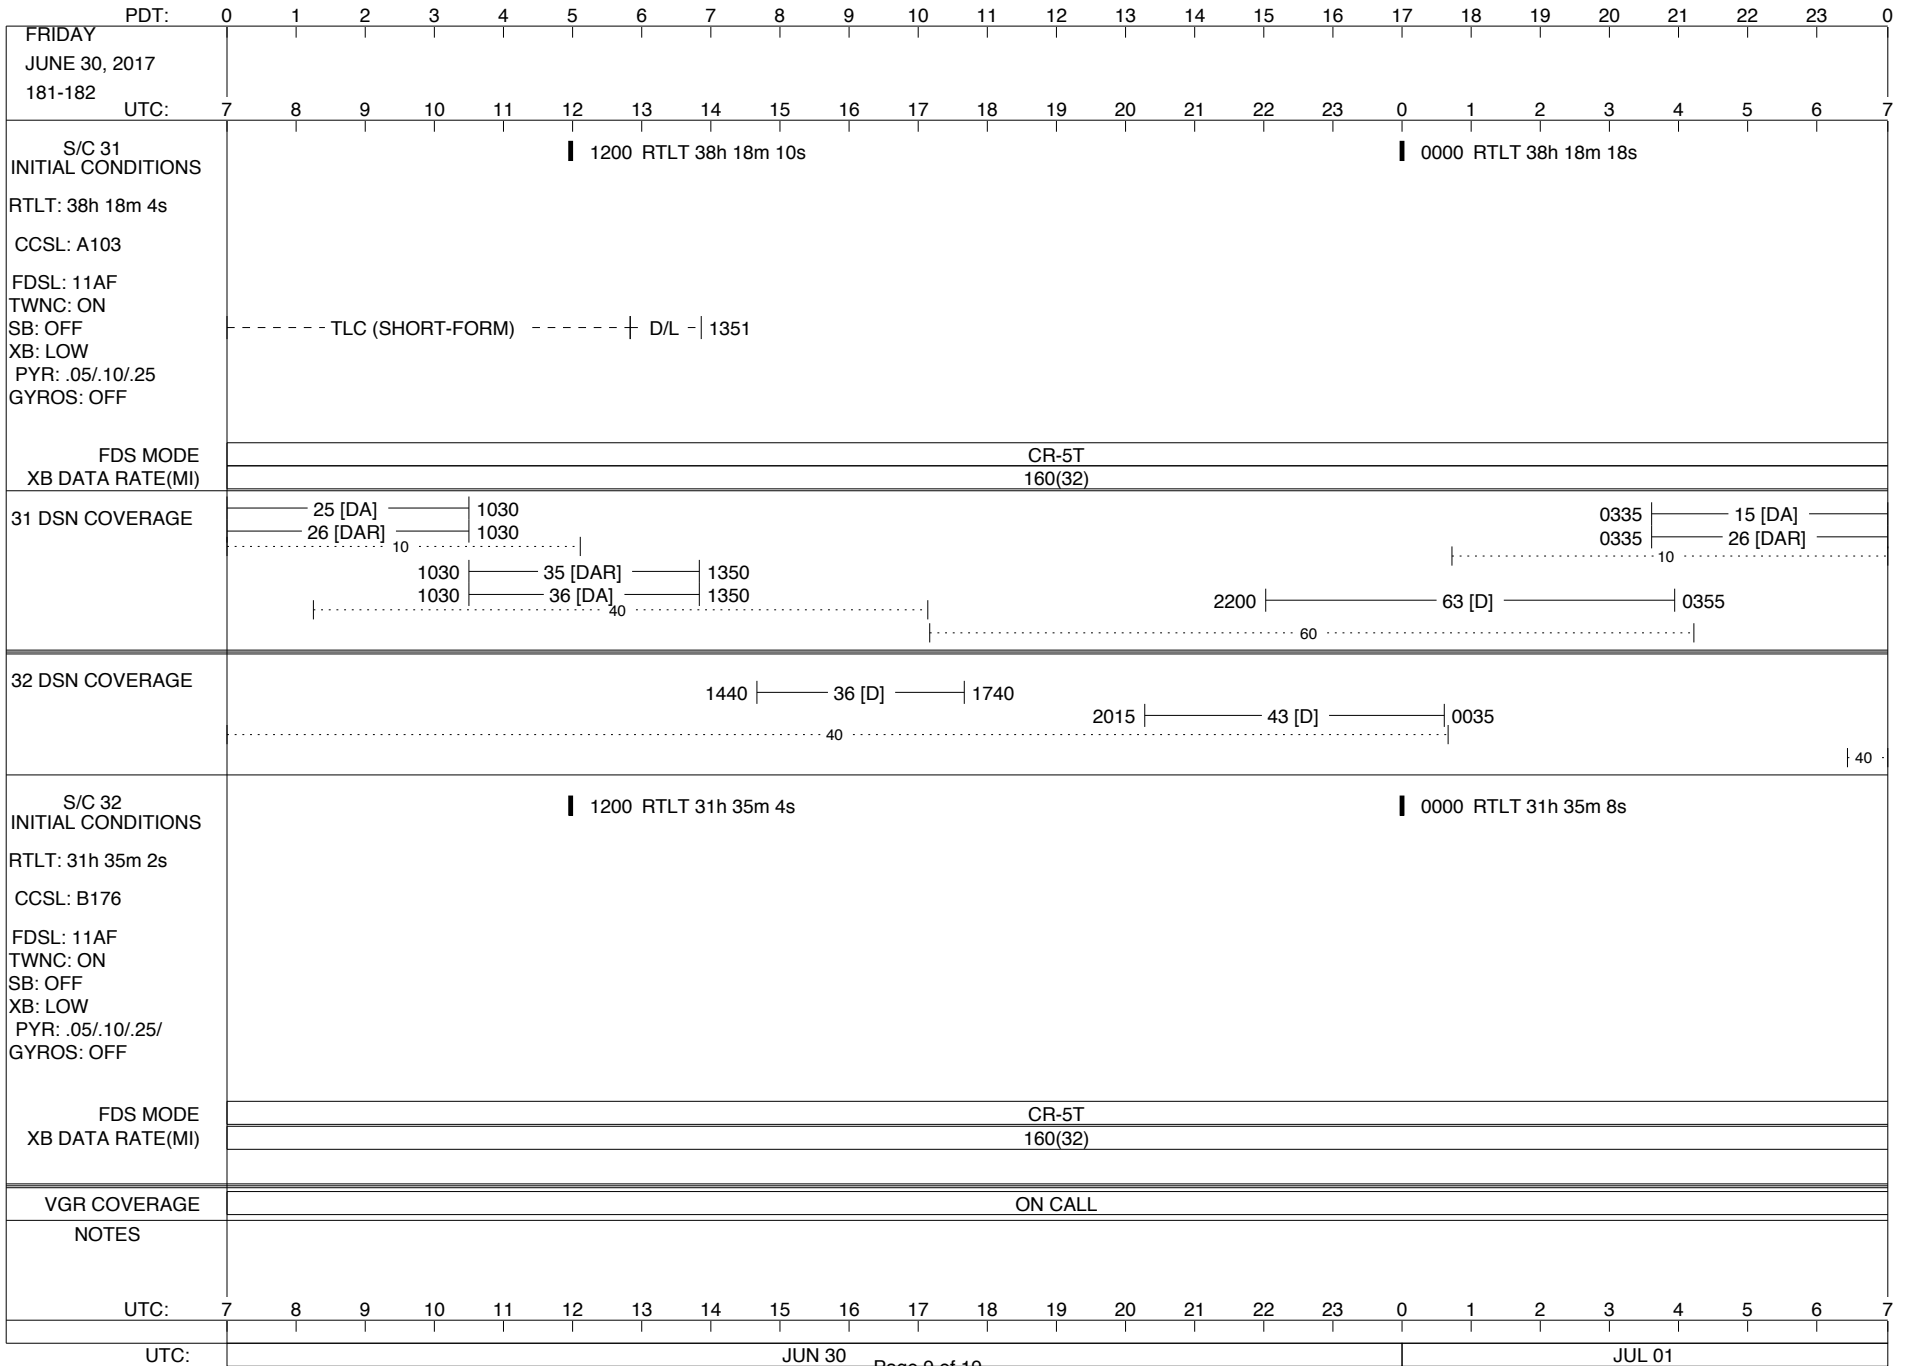 PDT: 0 1 2 3 4 5 6 7 8 9 10 11 12 13 14 15 16 17 18 19 20 21 22 23 0
FRIDAY
JUNE 30, 2017
181-182
UTC: 7 8 9 10 11 12 13 14 15 16 17 18 19 20 21 22 23 0 1 2 3 4 5 6 7
S/C 31
INITIAL CONDITIONS
1200 RTLT 38h 18m 10s
0000 RTLT 38h 18m 18s
RTLT: 38h 18m 4s
CCSL: A103
FDSL: 11AF
TWNC: ON
SB: OFF
TLC (SHORT-FORM) D/L 1351
XB: LOW
PYR: .05/.10/.25
GYROS: OFF
FDS MODE CR-5T
XB DATA RATE(MI) 160(32)
31 DSN COVERAGE
25 [DA] 1030
0335 15 [DA]
26 [DAR] 1030
0335 26 [DAR]
10
10
1030 35 [DAR] 1350
1030 36 [DA] 1350
2200 63 [D] 0355
40
60
32 DSN COVERAGE
1440 36 [D] 1740
2015 43 [D] 0035
40
40
S/C 32
INITIAL CONDITIONS
1200 RTLT 31h 35m 4s
0000 RTLT 31h 35m 8s
RTLT: 31h 35m 2s
CCSL: B176
FDSL: 11AF
TWNC: ON
SB: OFF
XB: LOW
PYR: .05/.10/.25/
GYROS: OFF
FDS MODE CR-5T
XB DATA RATE(MI) 160(32)
VGR COVERAGE ON CALL
NOTES
UTC: 7 8 9 10 11 12 13 14 15 16 17 18 19 20 21 22 23 0 1 2 3 4 5 6 7
UTC: JUN 30 JUL 01
Page 9 of 19